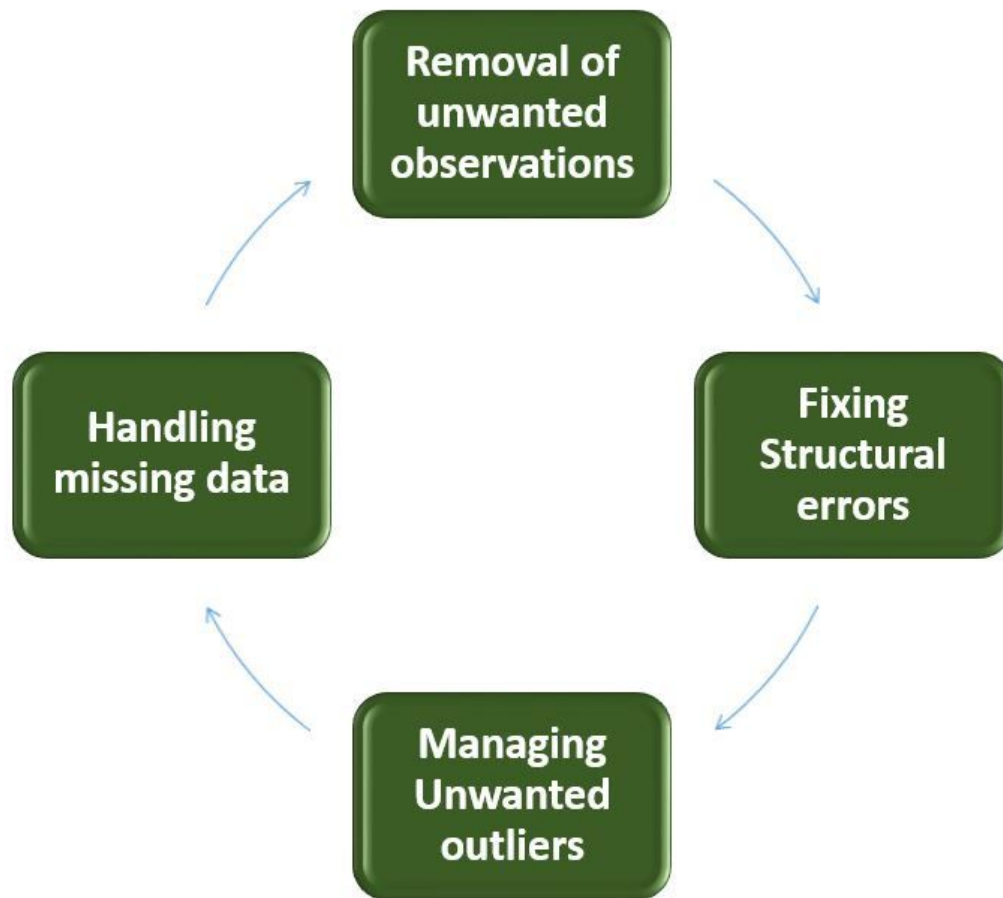 Removal of
unwanted
observations
Fixing
Structural
errors
Managing
Unwanted
outliers
Handling
missing data